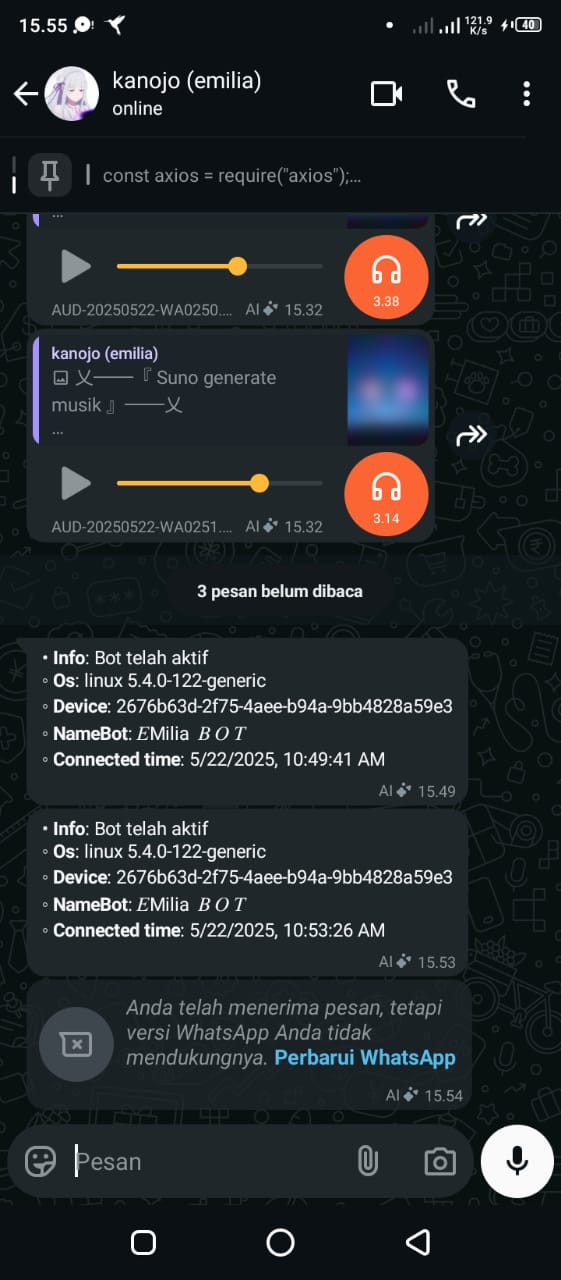 15.55
121.9
K/s
40
kanojo (emilia)
online
const axios = require("axios");…
...
AUD-20250522-WA0250.... AI 15.32
3.38
kanojo (emilia)
乂───『 Suno generate
musik 』───乂
...
AUD-20250522-WA0251.... AI 15.32
3.14
3 pesan belum dibaca
• Info: Bot telah aktif
◦ Os: linux 5.4.0-122-generic
◦ Device: 2676b63d-2f75-4aee-b94a-9bb4828a59e3
◦ NameBot: 𝐸Milia 𝐵 𝑂 𝑇
◦ Connected time: 5/22/2025, 10:49:41 AM
AI 15.49
• Info: Bot telah aktif
◦ Os: linux 5.4.0-122-generic
◦ Device: 2676b63d-2f75-4aee-b94a-9bb4828a59e3
◦ NameBot: 𝐸Milia 𝐵 𝑂 𝑇
◦ Connected time: 5/22/2025, 10:53:26 AM
AI 15.53
Anda telah menerima pesan, tetapi
versi WhatsApp Anda tidak
mendukungnya. Perbarui WhatsApp
AI 15.54
Pesan